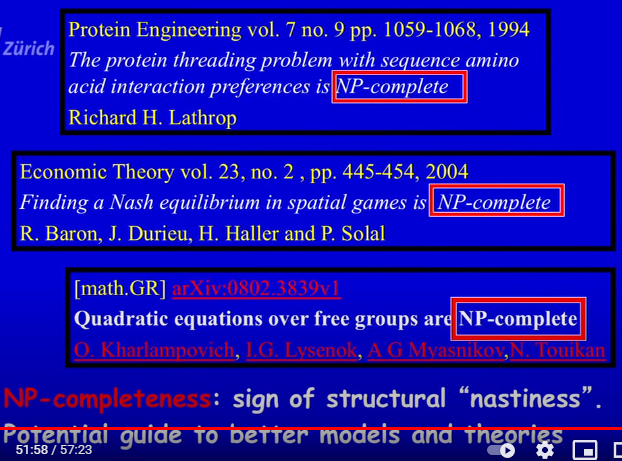 Protein Engineering vol. 7 no. 9 pp. 1059-1068, 1994
Zürich
The protein threading problem with sequence amino
acid interaction preferences is NP-complete
Richard H. Lathrop
Economic Theory vol. 23, no. 2 , pp. 445-454, 2004
Finding a Nash equilibrium in spatial games is NP-complete
R. Baron, J. Durieu, H. Haller and P. Solal
[math.GR] arXiv:0802.3839v1
Quadratic equations over free groups are NP-complete
O. Kharlampovich, I.G. Lysenok, A G Myasnikov,N. Touikan
NP-completeness: sign of structural “nastiness”.
Potential guide to better models and theories
51:58 / 57:23